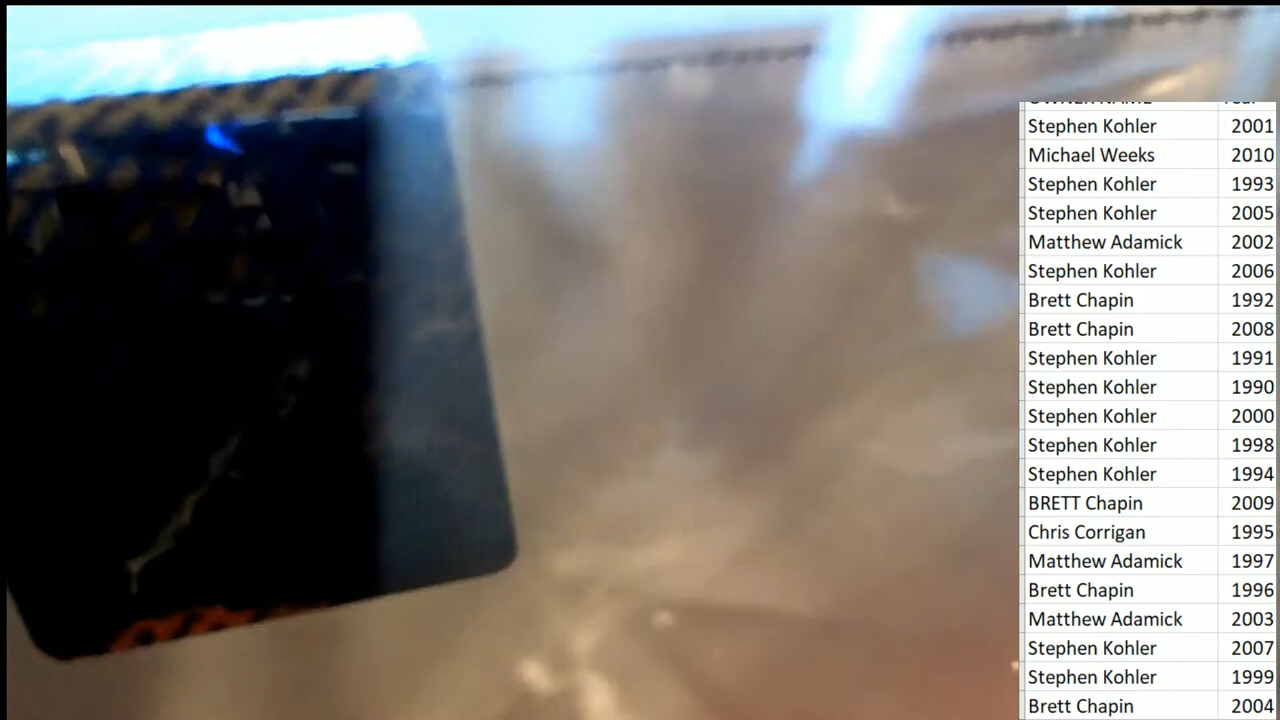 OWNER NAME Year
Stephen Kohler 2001
Michael Weeks 2010
Stephen Kohler 1993
Stephen Kohler 2005
Matthew Adamick 2002
Stephen Kohler 2006
Brett Chapin 1992
Brett Chapin 2008
Stephen Kohler 1991
Stephen Kohler 1990
Stephen Kohler 2000
Stephen Kohler 1998
Stephen Kohler 1994
BRETT Chapin 2009
Chris Corrigan 1995
Matthew Adamick 1997
Brett Chapin 1996
Matthew Adamick 2003
Stephen Kohler 2007
Stephen Kohler 1999
Brett Chapin 2004